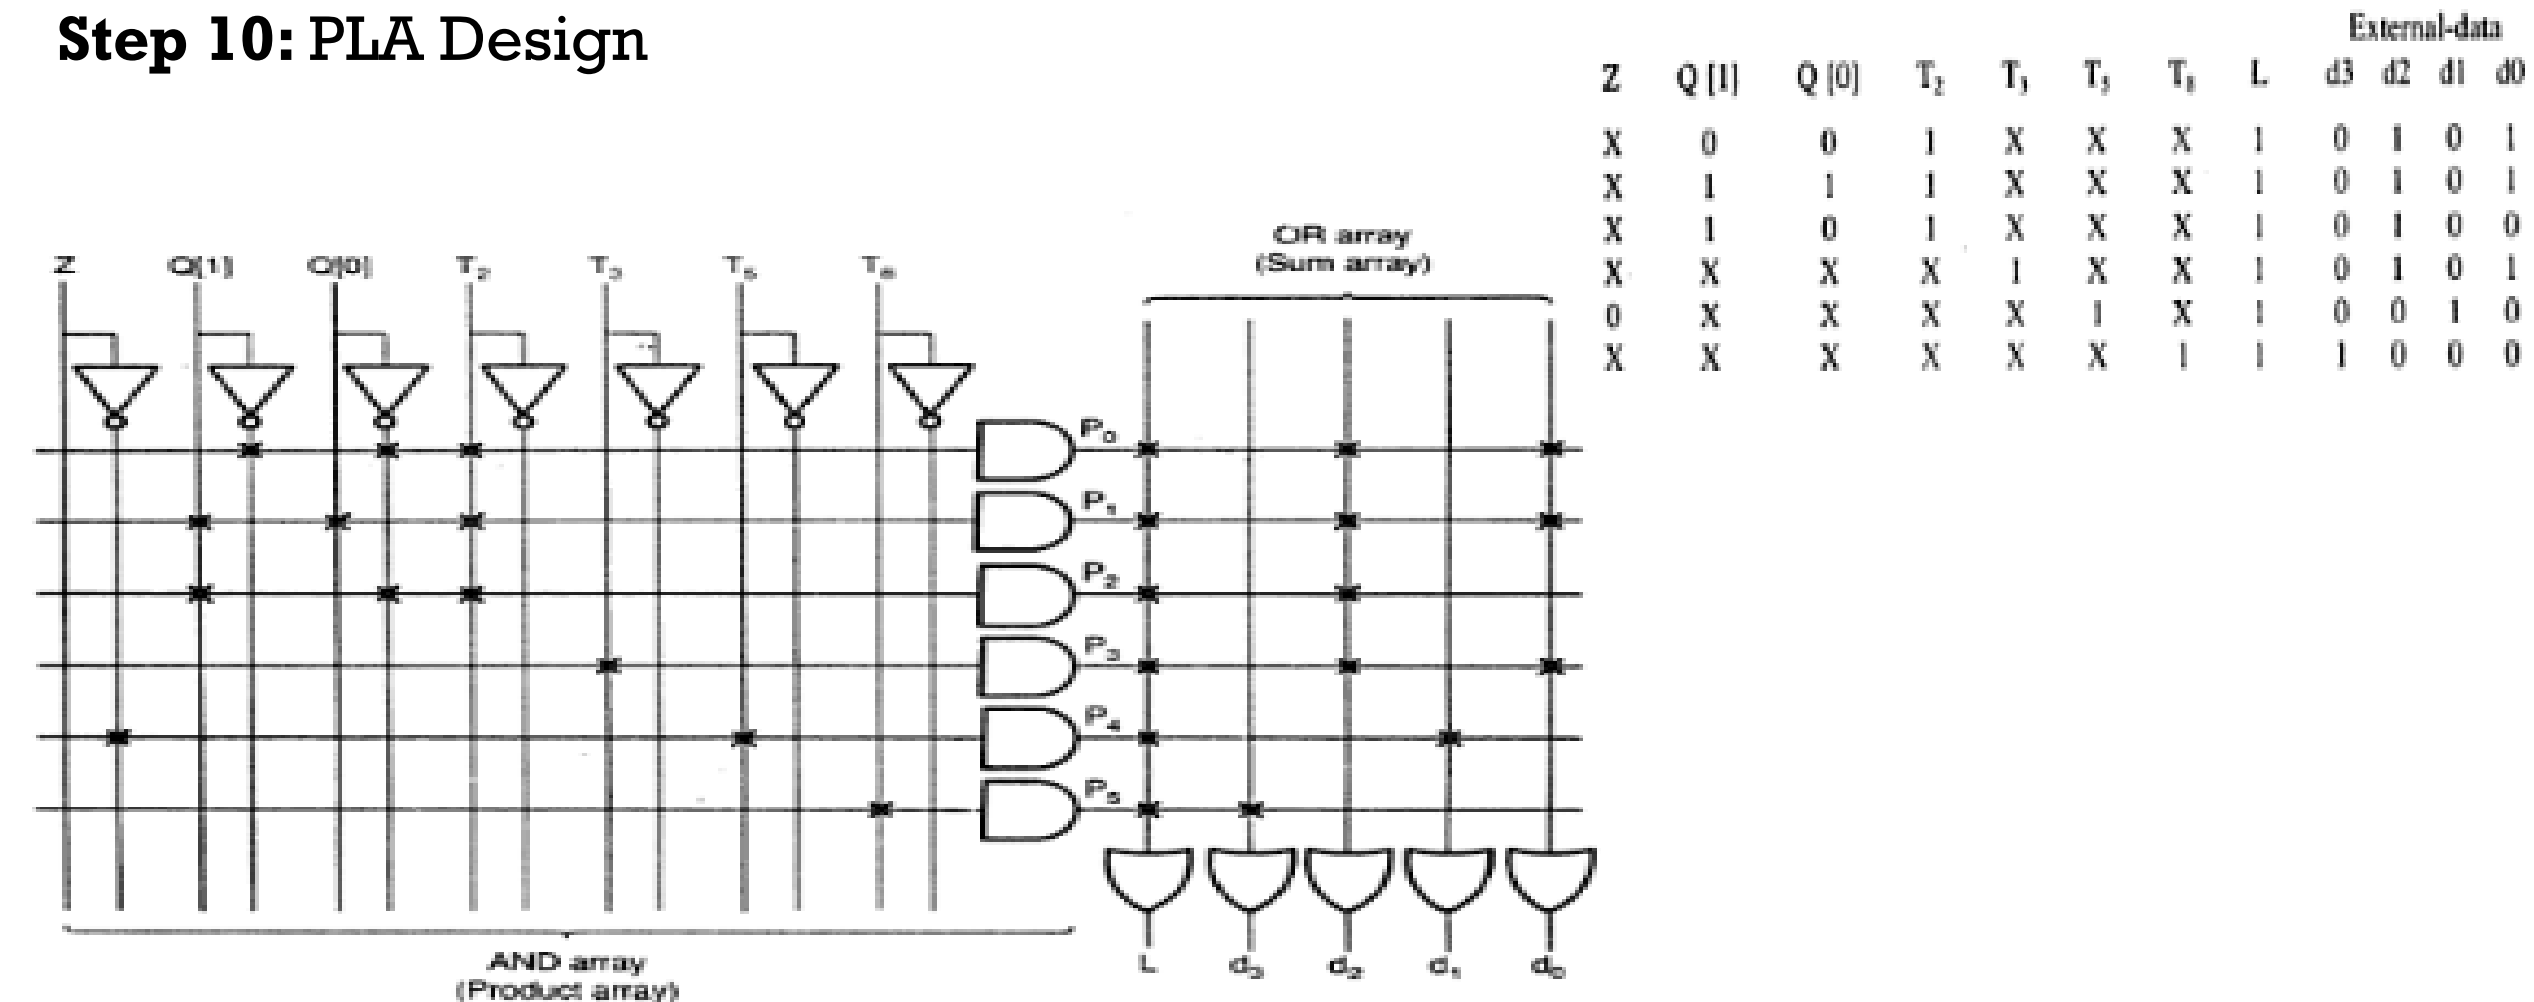 Step 10: PLA Design
External-data
Z Q [1] Q [0] T₂ T₃ T₅ T₈ L d3 d2 d1 d0
X 0 0 1 X X X 1 0 1 0 1
X 1 1 1 X X X 1 0 1 0 1
X 1 0 1 X X X 1 0 1 0 0
X X X X 1 X X 1 0 1 0 1
0 X X X X 1 X 1 0 0 1 0
X X X X X X 1 1 1 0 0 0
OR array
(Sum array)
Z Q[1] Q[0] T₂ T₃ T₅ T₈
P₀
P₁
P₂
P₃
P₄
P₅
L d₃ d₂ d₁ d₀
AND array
(Product array)